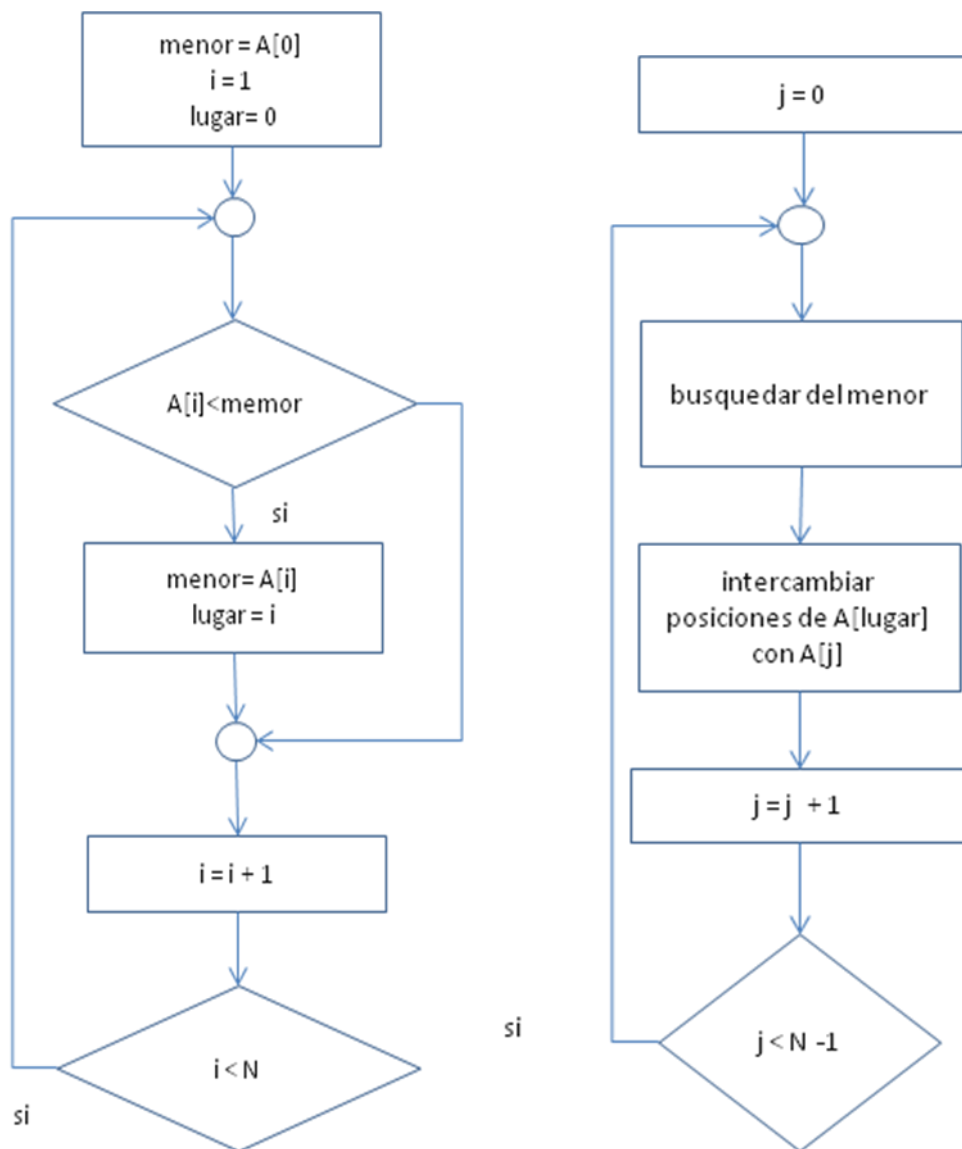 menor = A[0]
i = 1
lugar= 0
A[i]<memor
si
menor= A[i]
lugar = i
i = i + 1
i < N
si
j = 0
busquedar del menor
intercambiar
posiciones de A[lugar]
con A[j]
j = j + 1
j < N -1
si